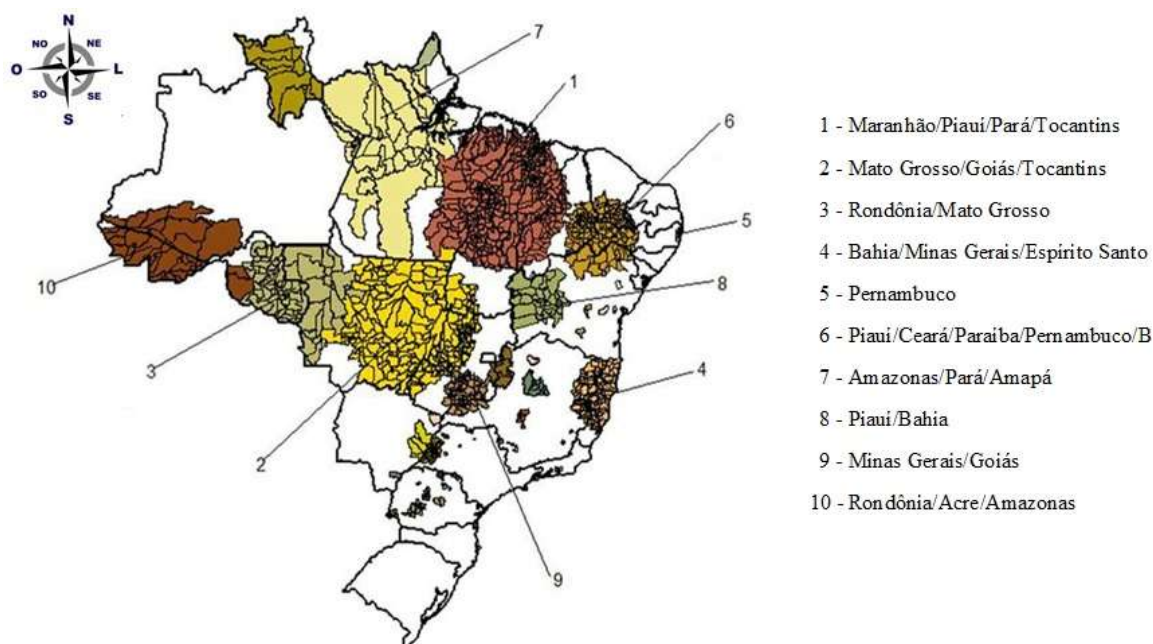 N
NO NE
O L
SO SE
S
7
1
6
5
10
8
3
4
2
9
1 - Maranhão/Piauí/Pará/Tocantins
2 - Mato Grosso/Goiás/Tocantins
3 - Rondônia/Mato Grosso
4 - Bahia/Minas Gerais/Espírito Santo
5 - Pernambuco
6 - Piauí/Ceará/Paraiba/Pernambuco/B
7 - Amazonas/Pará/Amapá
8 - Piauí/Bahia
9 - Minas Gerais/Goiás
10 - Rondônia/Acre/Amazonas